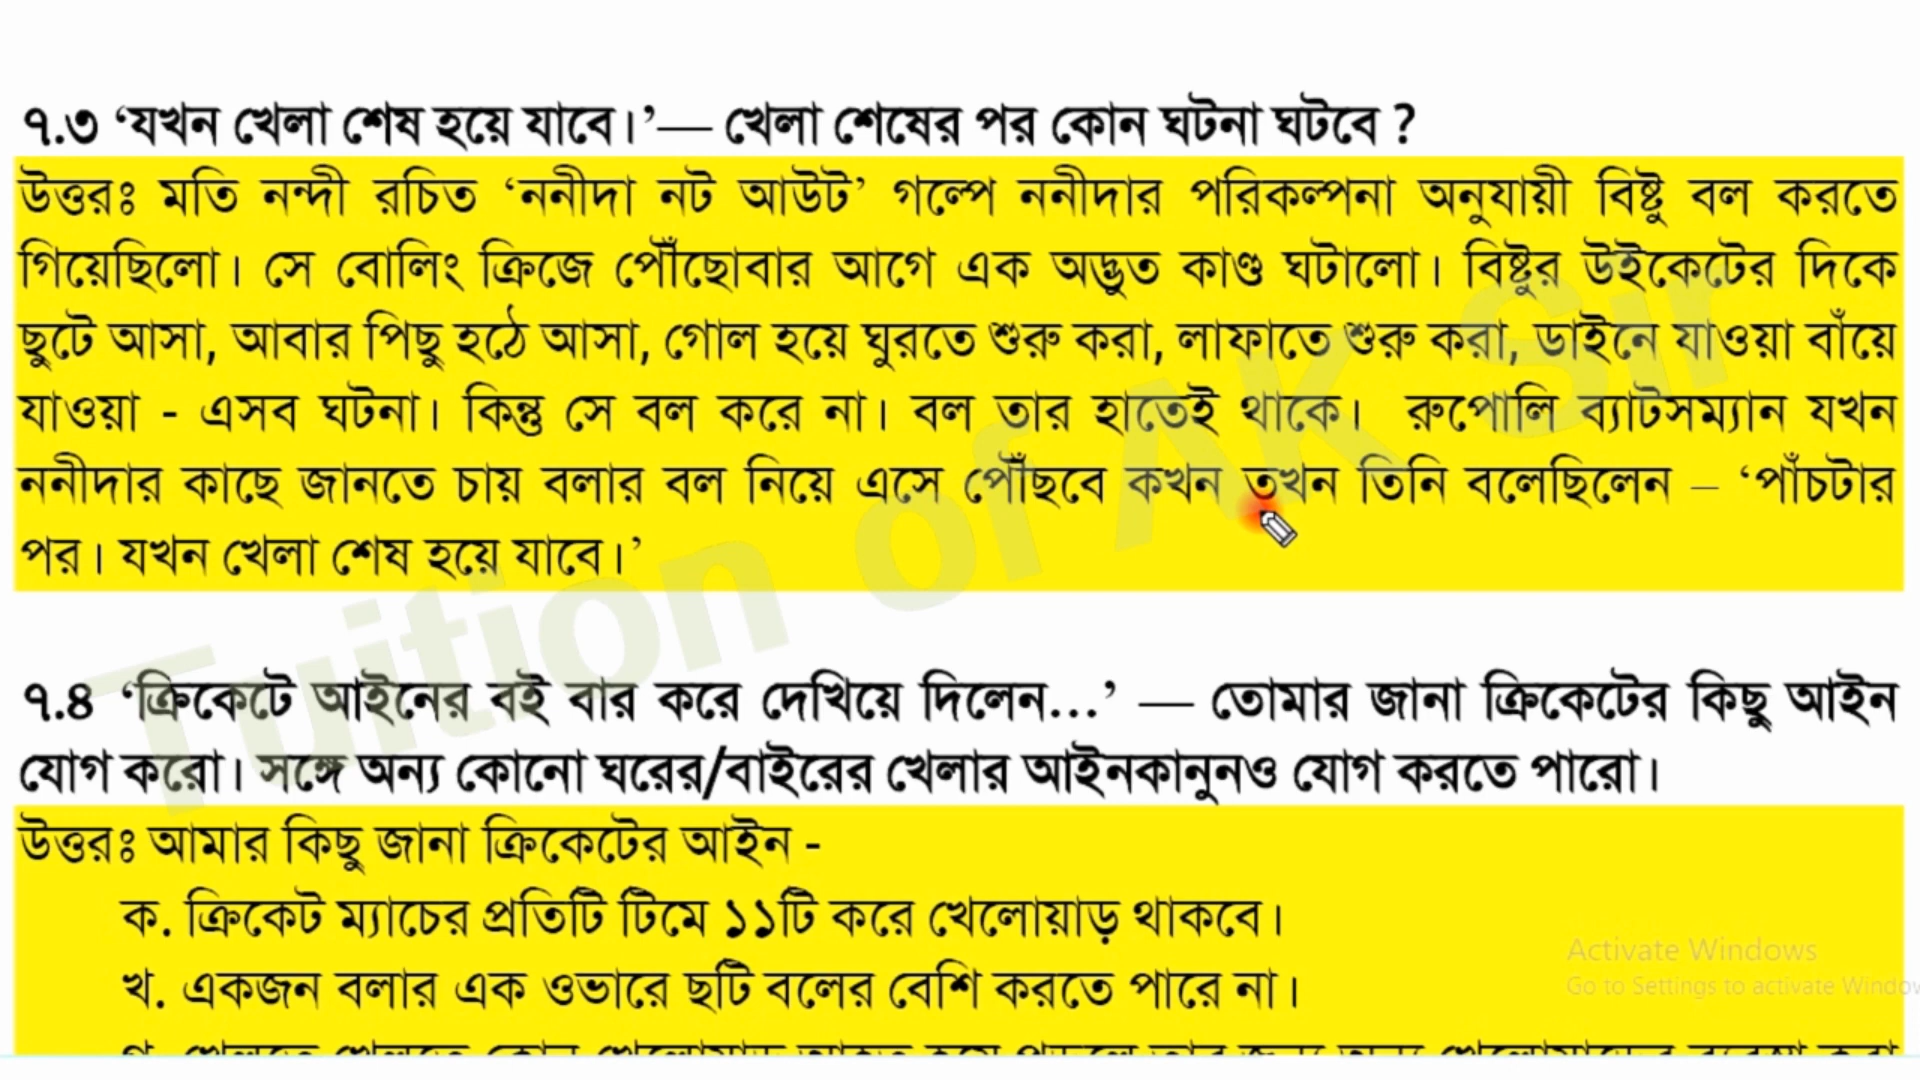 ৭.৩ ‘যখন খেলা শেষ হয়ে যাবে।’— খেলা শেষের পর কোন ঘটনা ঘটবে ?
উত্তরঃ মতি নন্দী রচিত ‘ননীদা নট আউট’ গল্পে ননীদার পরিকল্পনা অনুযায়ী বিষ্টু বল করতে
গিয়েছিলো। সে বোলিং ক্রিজে পৌঁছোবার আগে এক অদ্ভুত কাণ্ড ঘটালো। বিষ্টুর উইকেটের দিকে
ছুটে আসা, আবার পিছু হঠে আসা, গোল হয়ে ঘুরতে শুরু করা, লাফাতে শুরু করা, ডাইনে যাওয়া বাঁয়ে
যাওয়া - এসব ঘটনা। কিন্তু সে বল করে না। বল তার হাতেই থাকে। রুপোলি ব্যাটসম্যান যখন
ননীদার কাছে জানতে চায় বলার বল নিয়ে এসে পৌঁছবে কখন তখন তিনি বলেছিলেন – ‘পাঁচটার
পর। যখন খেলা শেষ হয়ে যাবে।’
৭.৪ ‘ক্রিকেটে আইনের বই বার করে দেখিয়ে দিলেন...’ — তোমার জানা ক্রিকেটের কিছু আইন
যোগ করো। সঙ্গে অন্য কোনো ঘরের/বাইরের খেলার আইনকানুনও যোগ করতে পারো।
উত্তরঃ আমার কিছু জানা ক্রিকেটের আইন -
ক. ক্রিকেট ম্যাচের প্রতিটি টিমে ১১টি করে খেলোয়াড় থাকবে।
খ. একজন বলার এক ওভারে ছটি বলের বেশি করতে পারে না।
Tuition of AK Sir
Activate Windows
Go to Settings to activate Windows